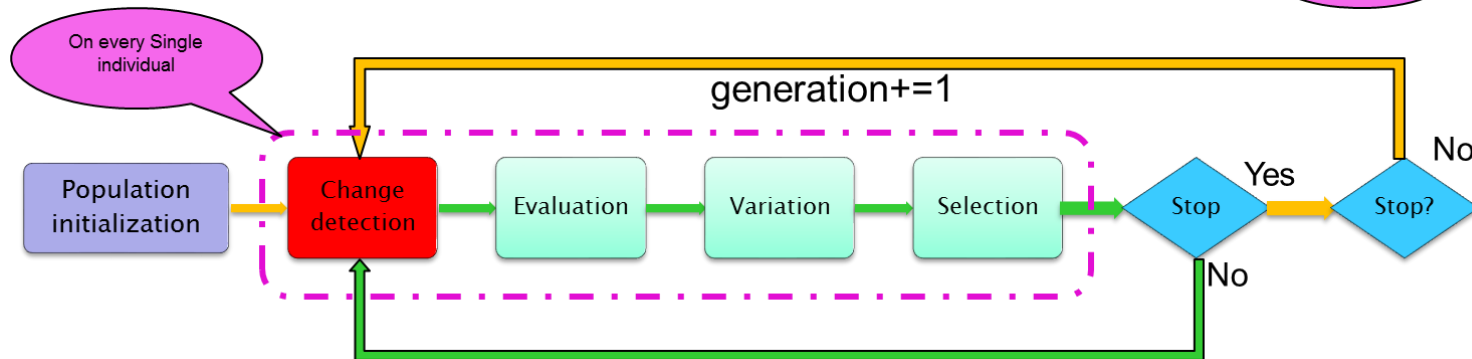 On every Single
individual
generation+=1
No
Population
initialization
Change
detection
Evaluation
Variation
Selection
Stop
Yes
Stop?
No